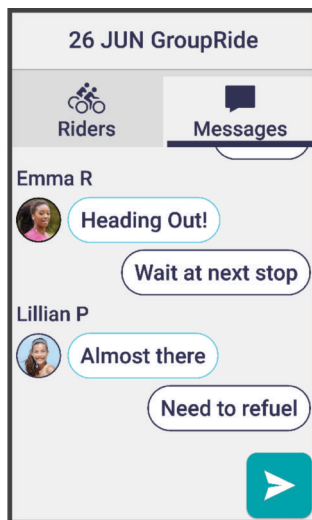 26 JUN GroupRide
Riders
Messages
Emma R
Heading Out!
Wait at next stop
Lillian P
Almost there
Need to refuel